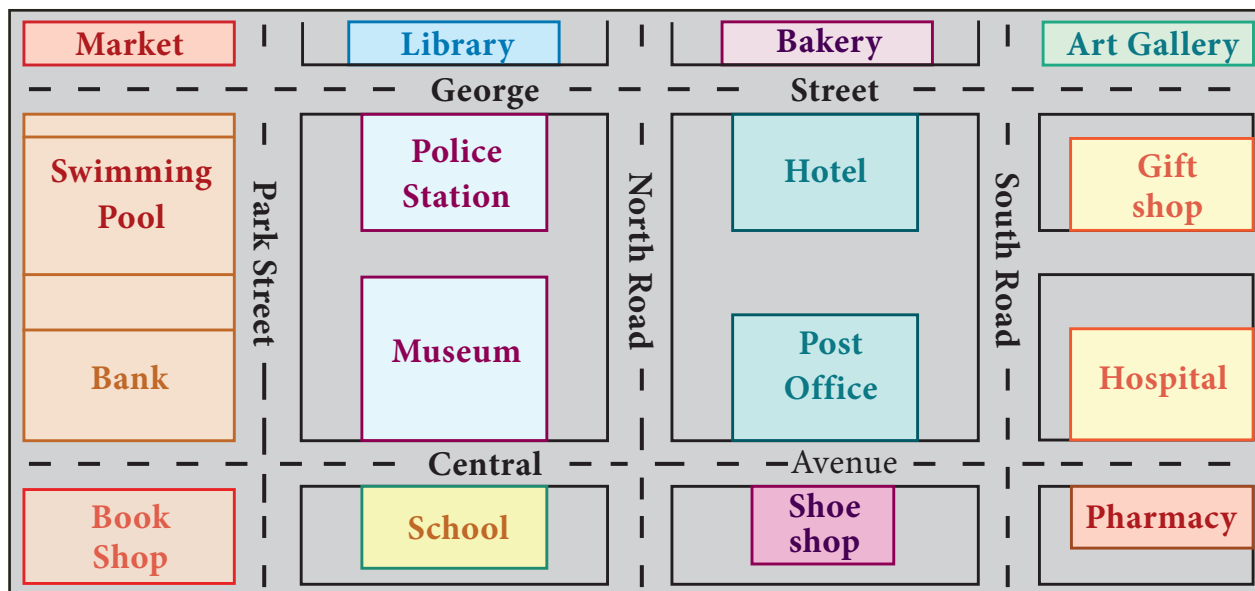 Market
Library
Bakery
Art Gallery
George Street
Swimming
Pool
Park Street
Police
Station
North Road
Hotel
South Road
Gift
shop
Bank
Museum
Post
Office
Hospital
Central Avenue
Book
Shop
School
Shoe
shop
Pharmacy